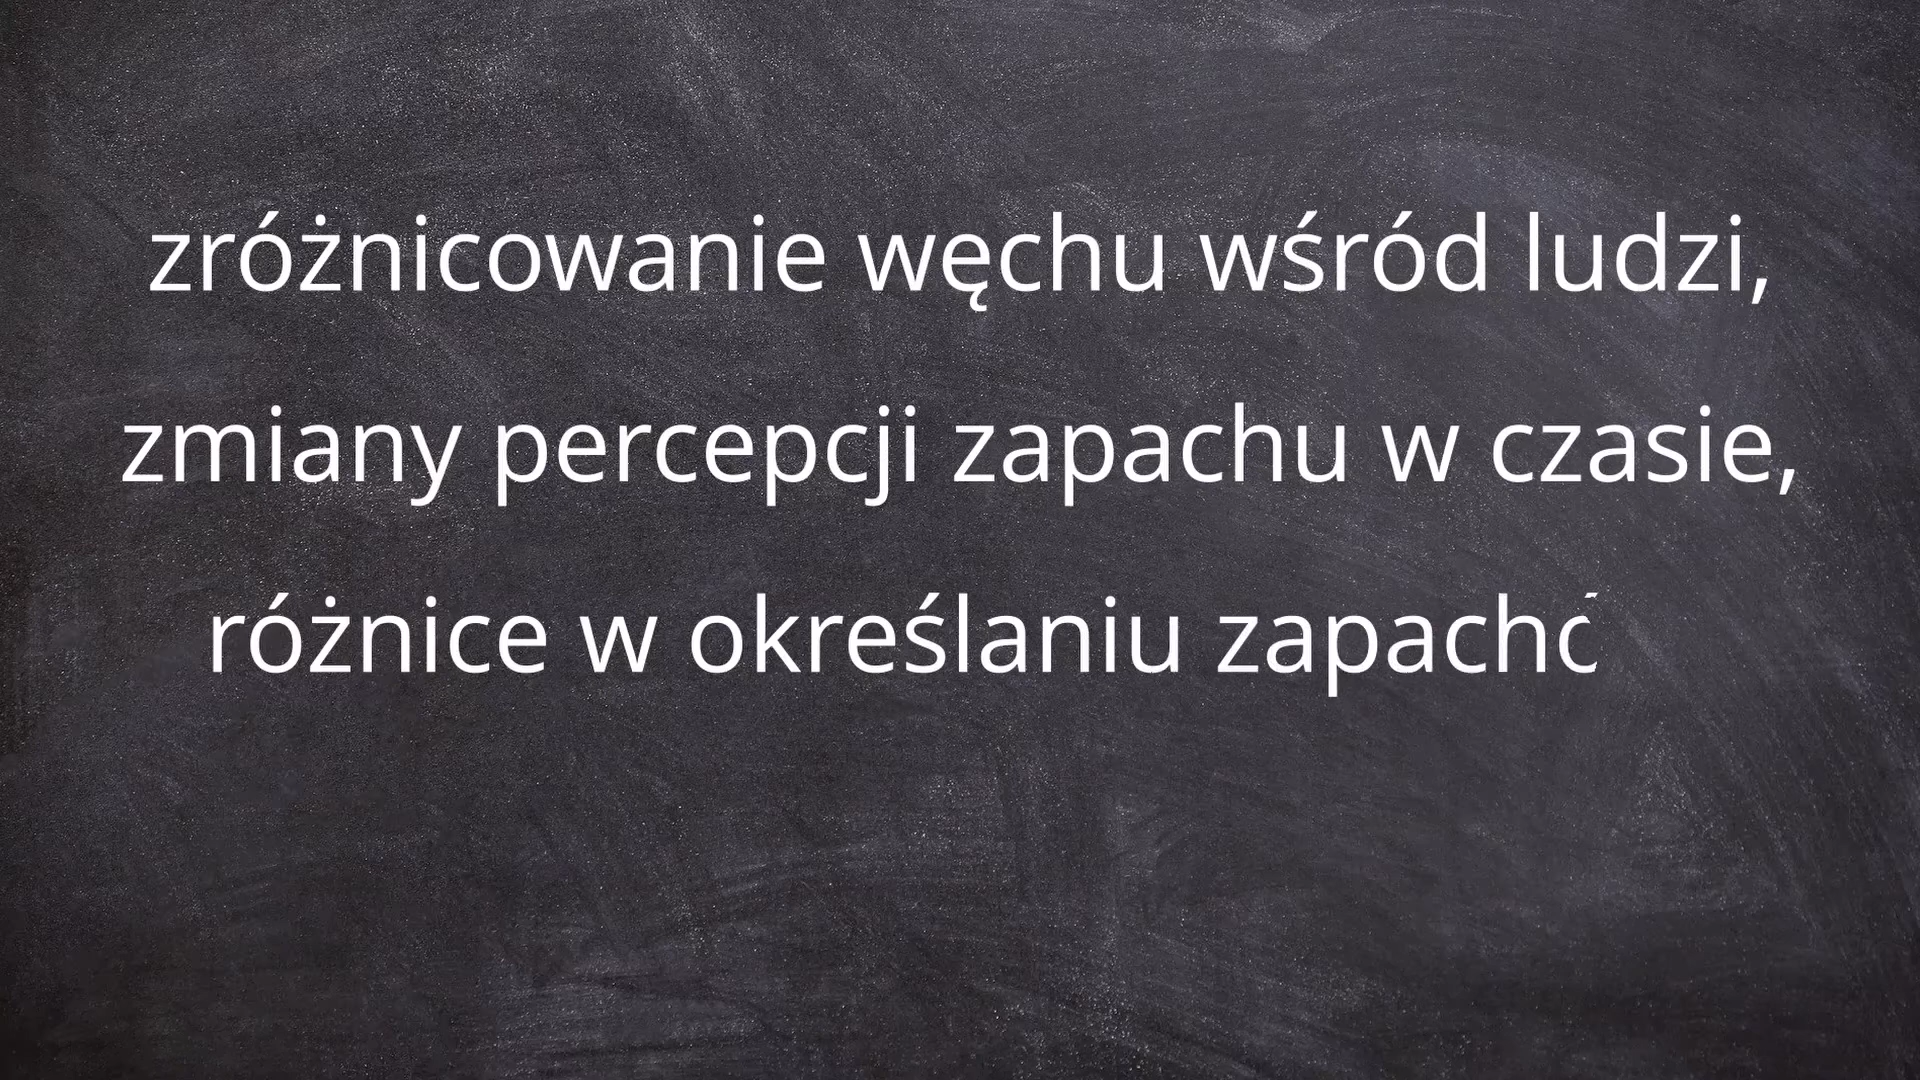 zróżnicowanie węchu wśród ludzi,
zmiany percepcji zapachu w czasie,
różnice w określaniu